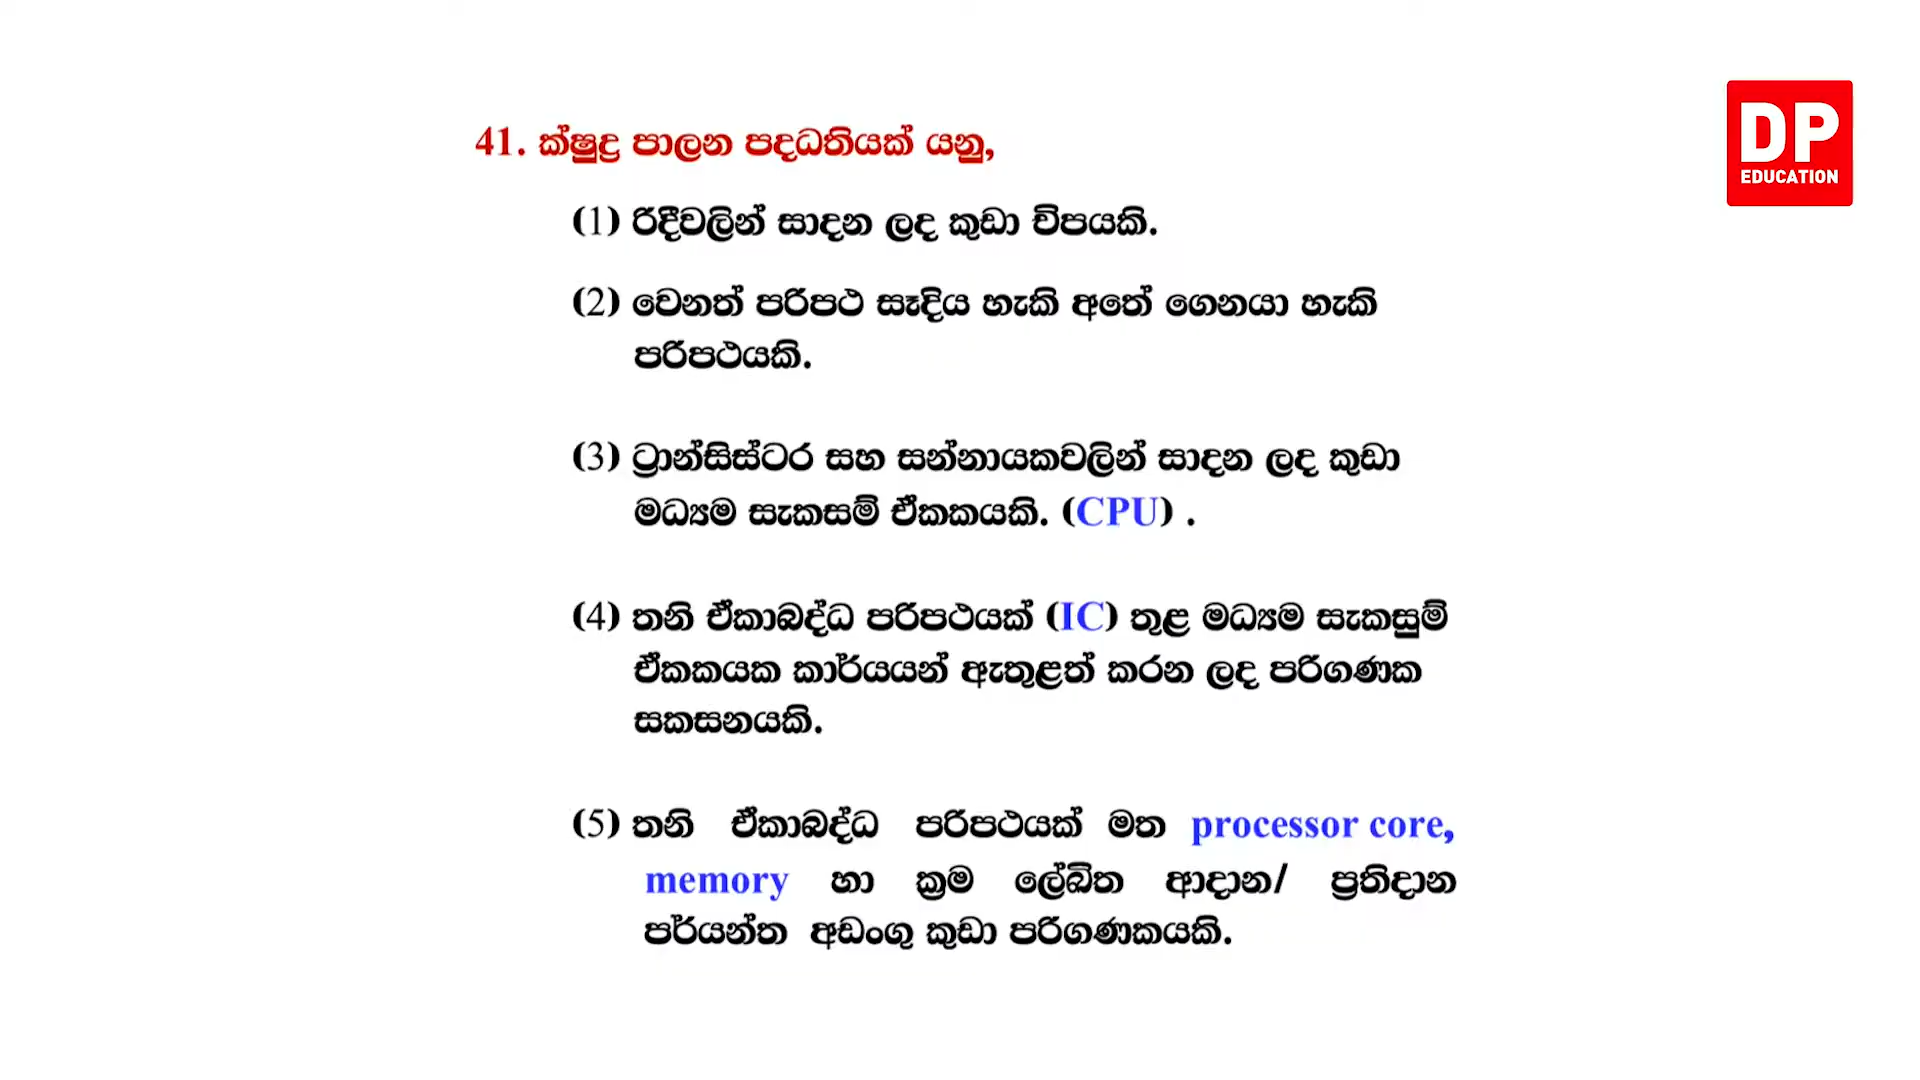 DP
EDUCATION
41. ක්ෂුද්‍ර පාලන පදධතියක් යනු,
(1) රිදීවලින් සාදන ලද කුඩා චිපයකි.
(2) වෙනත් පරිපථ සෑදිය හැකි අතේ ගෙනයා හැකි
පරිපථයකි.
(3) ට්‍රාන්සිස්ටර සහ සන්නායකවලින් සාදන ලද කුඩා
මධ්‍යම සැකසම් ඒකකයකි. (CPU) .
(4) තනි ඒකාබද්ධ පරිපථයක් (IC) තුළ මධ්‍යම සැකසුම්
ඒකකයක කාර්යයන් ඇතුළත් කරන ලද පරිගණක
සකසනයකි.
(5) තනි ඒකාබද්ධ පරිපථයක් මත processor core,
memory හා ක්‍රම ලේඛිත ආදාන/ ප්‍රතිදාන
පර්යන්ත අඩංගු කුඩා පරිගණකයකි.